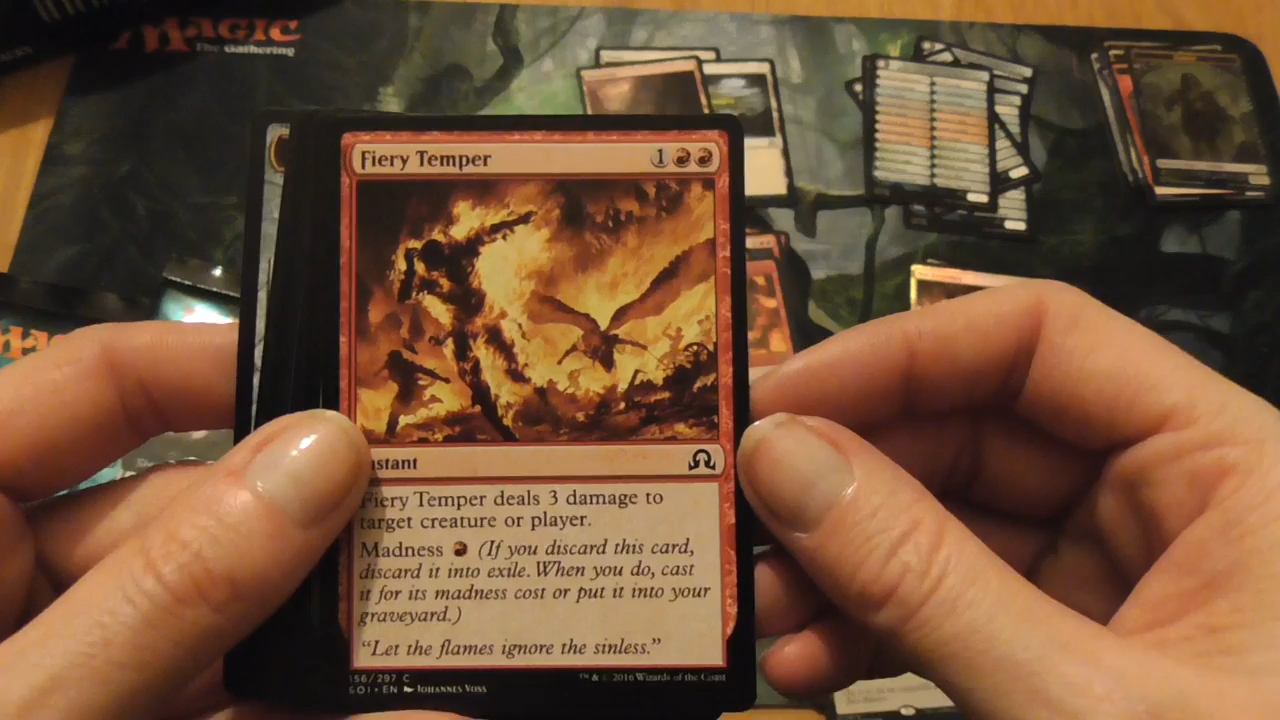 MAGIC
The Gathering
Fiery Temper
1
nstant
Fiery Temper deals 3 damage to
target creature or player.
Madness (If you discard this card,
discard it into exile. When you do, cast
it for its madness cost or put it into your
graveyard.)
"Let the flames ignore the sinless."
156/297 C
SOI • EN JOHANNES VOSS
™ & © 2016 Wizards of the Coast